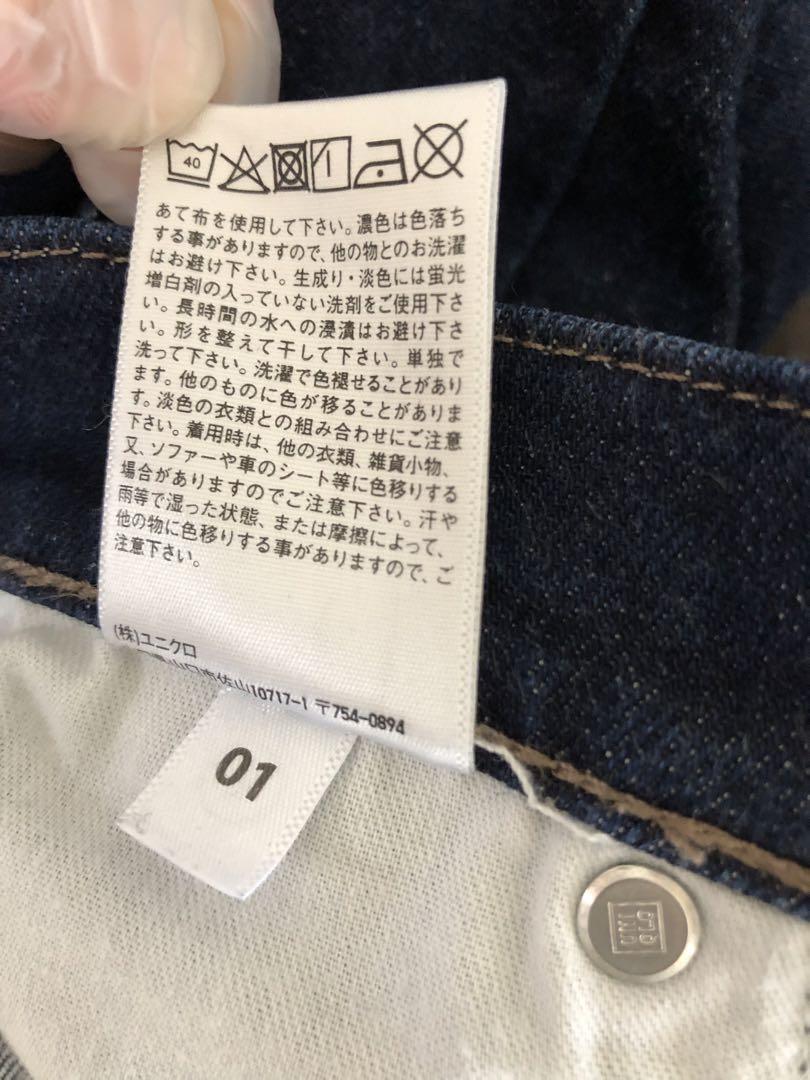 40
あて布を使用して下さい。濃色は色落ち
する事がありますので、他の物とのお洗濯
はお避け下さい。生成り・淡色には蛍光
増白剤の入っていない洗剤をご使用下さ
い。長時間の水への浸漬はお避け下さ
い。形を整えて干して下さい。単独で
洗って下さい。洗濯で色褪せることがあり
ます。他のものに色が移ることがありま
す。淡色の衣類との組み合わせにご注意
下さい。着用時は、他の衣類、雑貨小物、
又、ソファーや車のシート等に色移りする
場合がありますのでご注意下さい。汗や
雨等で湿った状態、または摩擦によって、
他の物に色移りする事がありますので、ご
注意下さい。
(株)ユニクロ
山口市佐山10717-1 〒754-0894
01